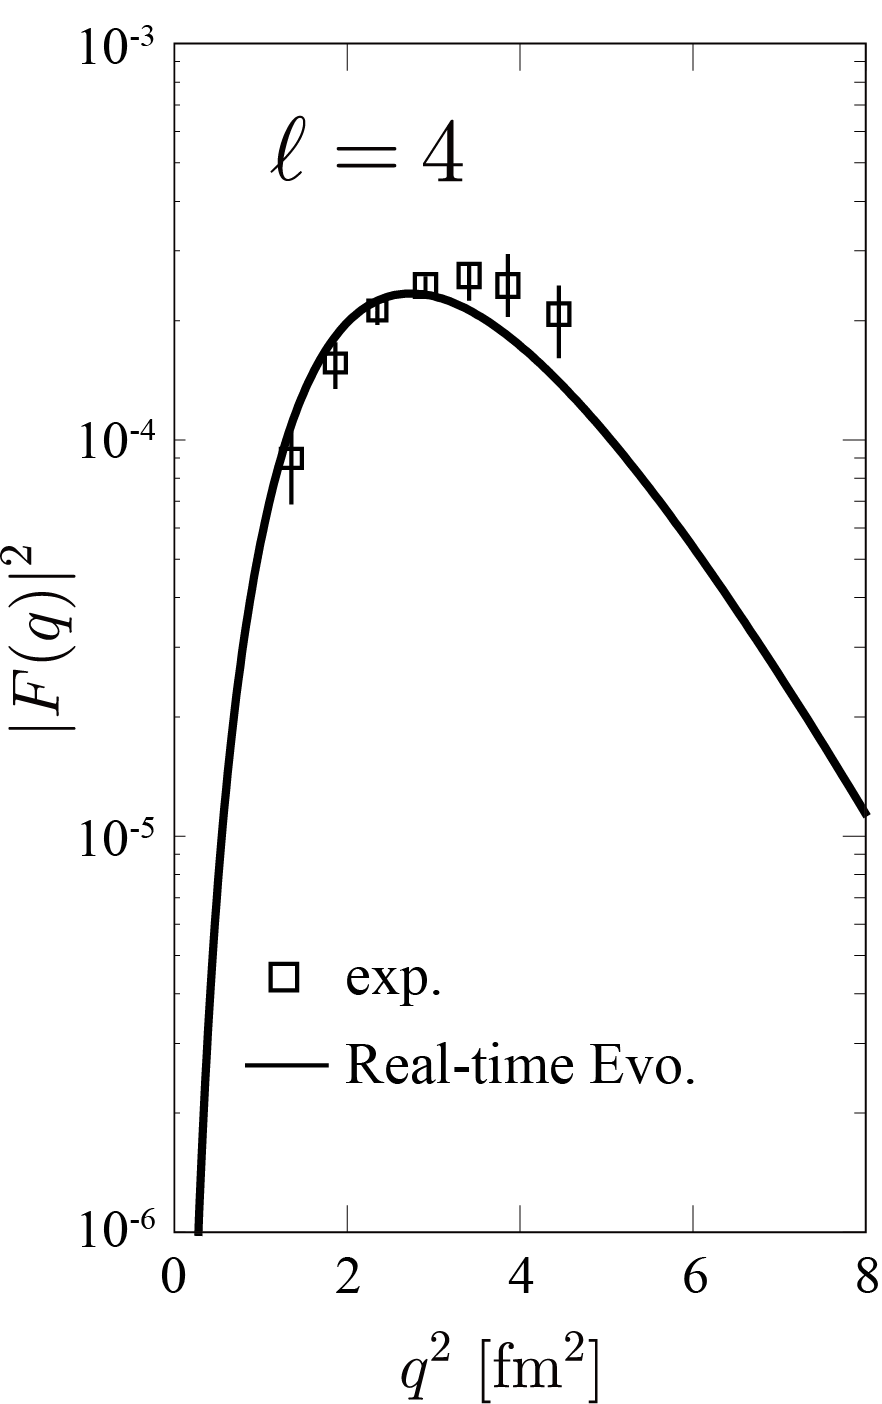 10⁻³
ℓ = 4
10⁻⁴
|F(q)|²
10⁻⁵
exp.
Real-time Evo.
10⁻⁶
0 2 4 6 8
q² [fm²]